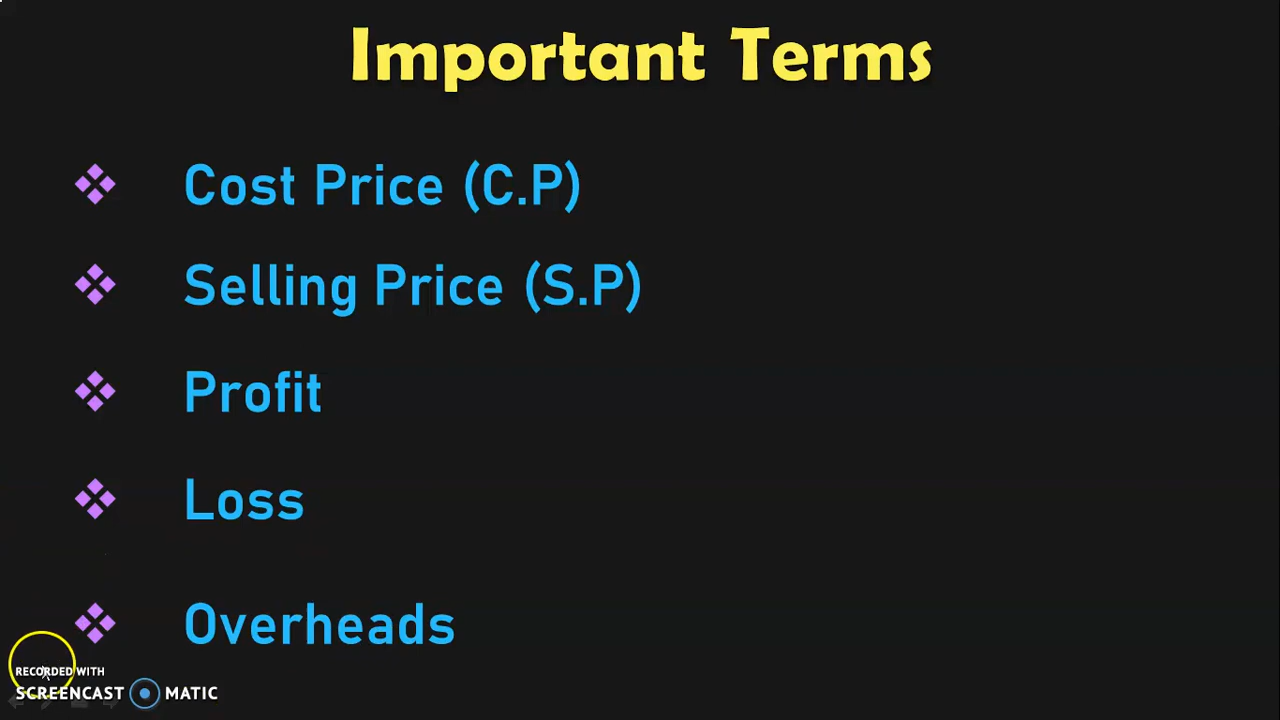 Important Terms
Cost Price (C.P)
Selling Price (S.P)
Profit
Loss
Overheads
RECORDED WITH
SCREENCAST MATIC